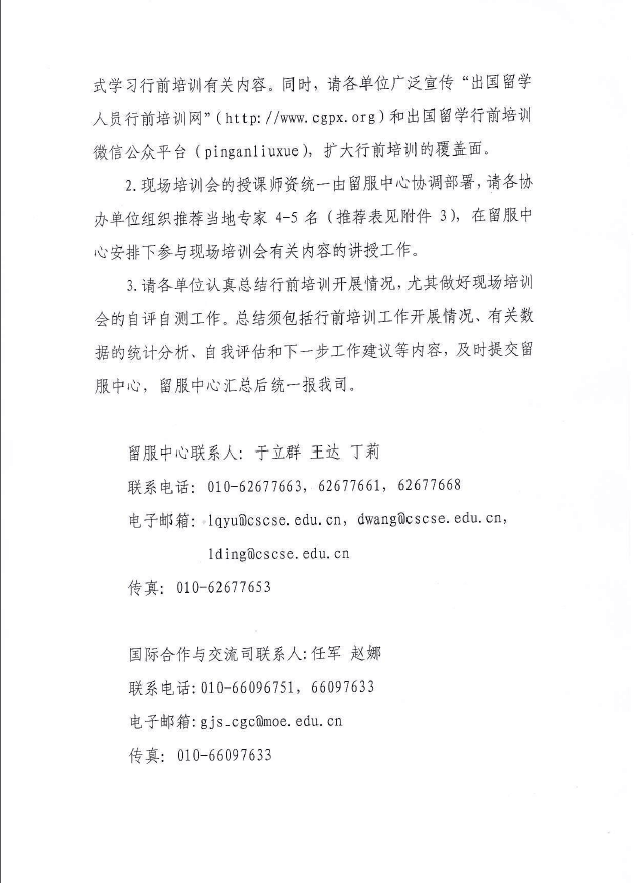 式学习行前培训有关内容。同时，请各单位广泛宣传“出国留学
人员行前培训网”（http://www.cgpx.org）和出国留学行前培训
微信公众平台（pinganliuxue），扩大行前培训的覆盖面。
2.现场培训会的授课师资统一由留服中心协调部署，请各协
办单位组织推荐当地专家 4-5 名（推荐表见附件 3），在留服中
心安排下参与现场培训会有关内容的讲授工作。
3.请各单位认真总结行前培训开展情况，尤其做好现场培训
会的自评自测工作。总结须包括行前培训工作开展情况、有关数
据的统计分析、自我评估和下一步工作建议等内容，及时提交留
服中心，留服中心汇总后统一报我司。
留服中心联系人：于立群 王达 丁莉
联系电话：010-62677663，62677661，62677668
电子邮箱：lqyu@cscse.edu.cn，dwang@cscse.edu.cn，
lding@cscse.edu.cn
传真：010-62677653
国际合作与交流司联系人:任军 赵娜
联系电话:010-66096751，66097633
电子邮箱:gjs_cgc@moe.edu.cn
传真：010-66097633